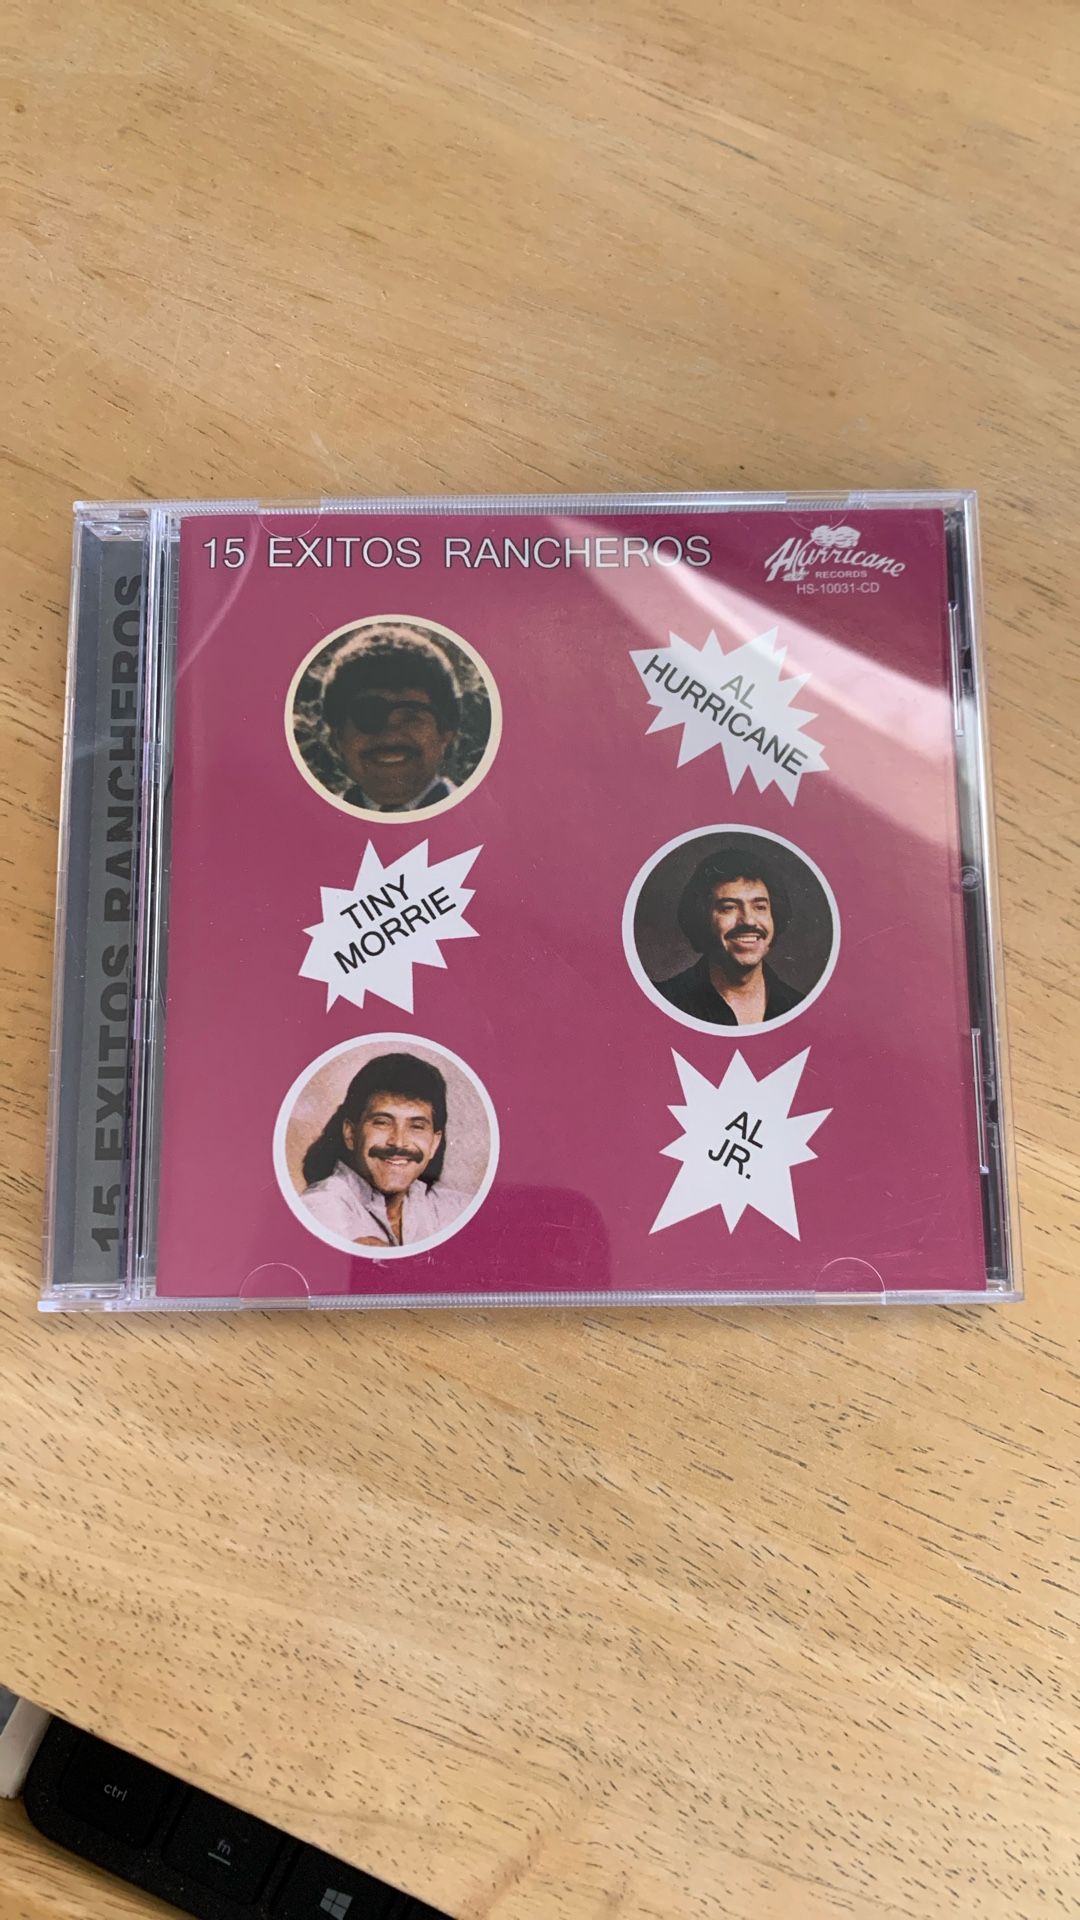 15 EXITOS RANCHEROS
Hurricane
RECORDS
HS-10031-CD
AL
HURRICANE
TINY
MORRIE
AL
JR.
15 EXITOS RANCHEROS
ctrl
fn